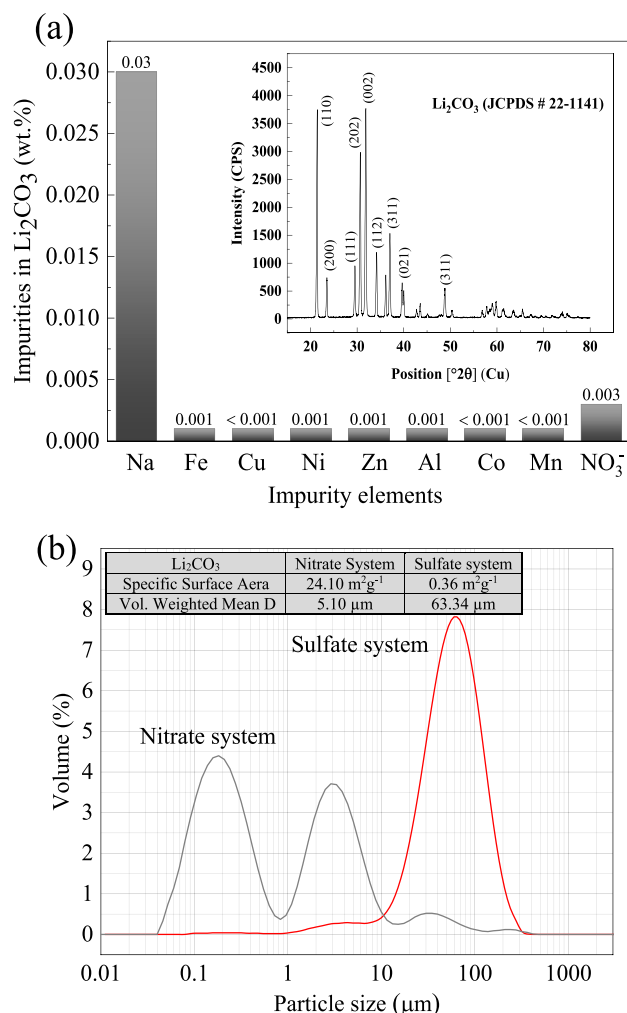 (a)
Impurities in Li₂CO₃ (wt.%)
0.030
0.025
0.020
0.015
0.010
0.005
0.000
0.03
0.001
< 0.001
0.001
0.001
0.001
< 0.001
< 0.001
0.003
Na Fe Cu Ni Zn Al Co Mn NO₃⁻
Impurity elements
Intensity (CPS)
4500
4000
3500
3000
2500
2000
1500
1000
500
0
Li₂CO₃ (JCPDS # 22-1141)
(110)
(200)
(111)
(202)
(002)
(112)
(311)
(021)
(311)
20 30 40 50 60 70 80
Position [°2θ] (Cu)
(b)
Volume (%)
9
8
7
6
5
4
3
2
1
0
Li₂CO₃ Nitrate System Sulfate system
Specific Surface Aera 24.10 m²g⁻¹ 0.36 m²g⁻¹
Vol. Weighted Mean D 5.10 µm 63.34 µm
Sulfate system
Nitrate system
0.01 0.1 1 10 100 1000
Particle size (µm)